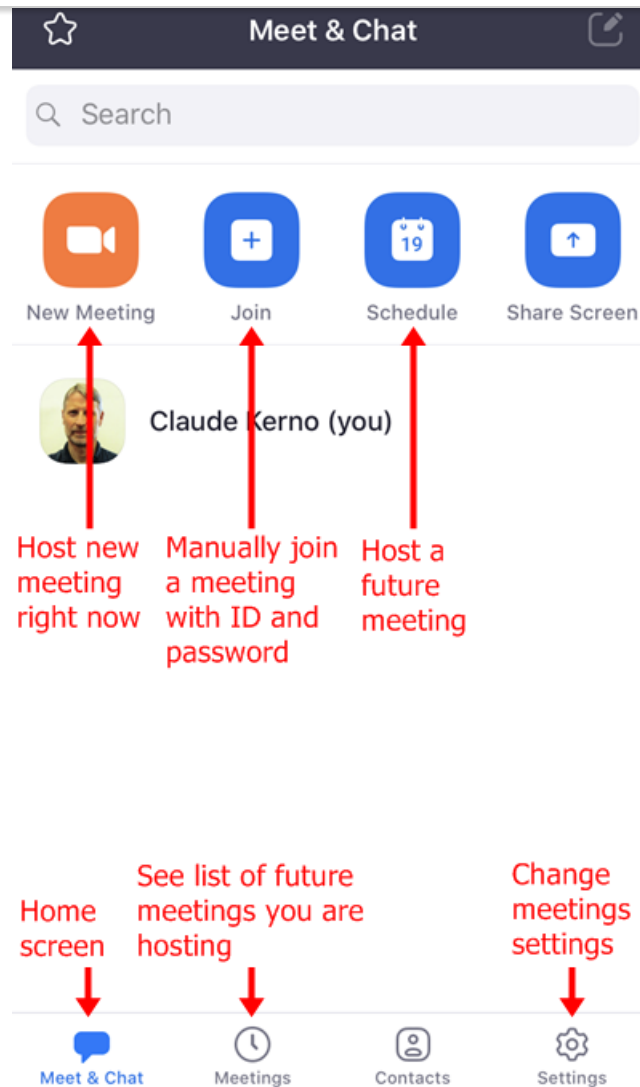 Meet & Chat
Search
19
New Meeting
Join
Schedule
Share Screen
Claude Kerno (you)
Host new
meeting
right now
Manually join
a meeting
with ID and
password
Host a
future
meeting
Home
screen
See list of future
meetings you are
hosting
Change
meetings
settings
Meet & Chat
Meetings
Contacts
Settings